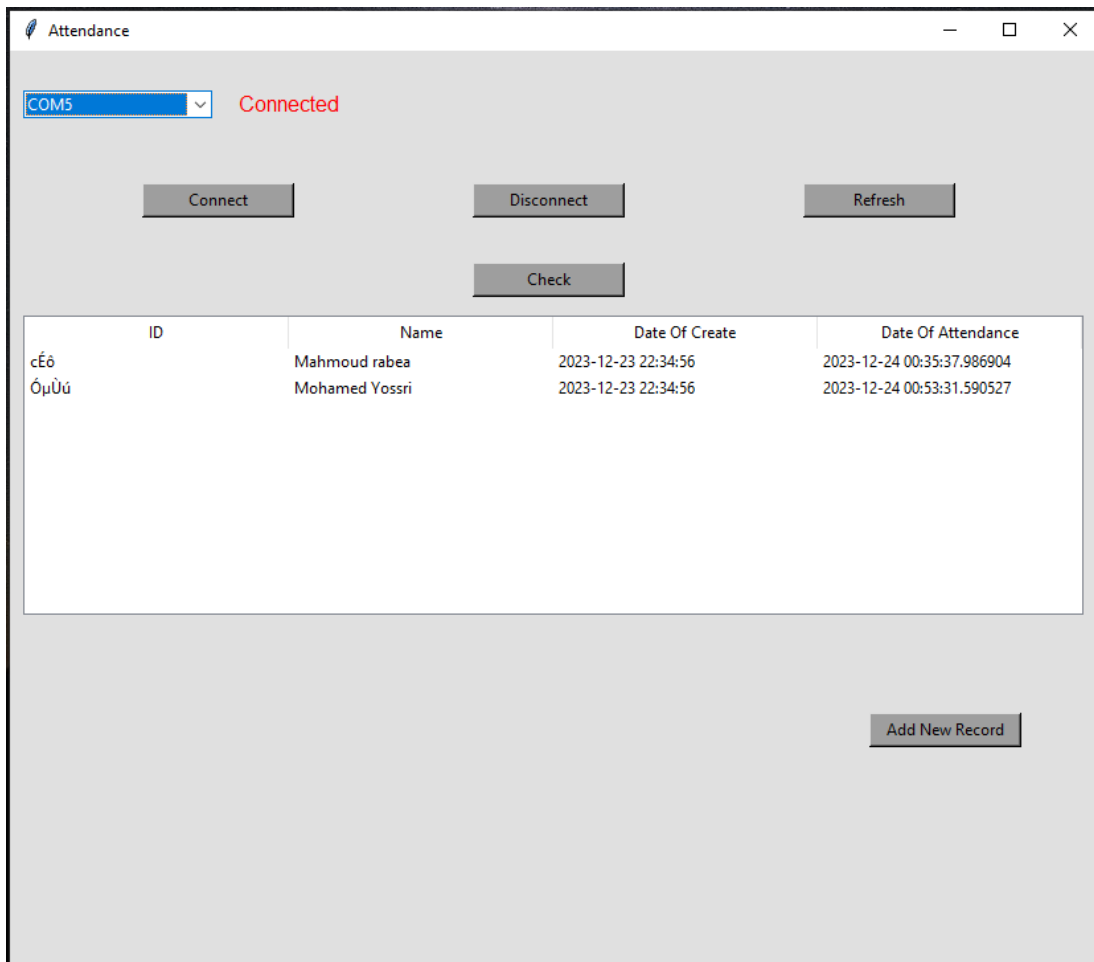 Attendance
COM5 Connected
Connect Disconnect Refresh
Check
ID Name Date Of Create Date Of Attendance
cÉô Mahmoud rabea 2023-12-23 22:34:56 2023-12-24 00:35:37.986904
ÓµÙú Mohamed Yossri 2023-12-23 22:34:56 2023-12-24 00:53:31.590527
Add New Record